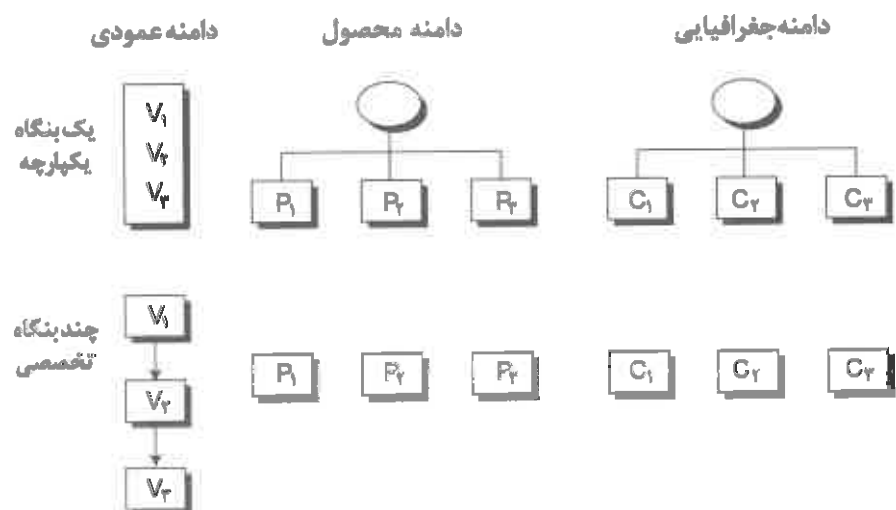 دامنه جغرافیایی
دامنه محصول
دامنه عمودی
یک بنگاه
یکپارچه
V۱
V۲
V۳
P۱ P۲ P۳
C۱ C۲ C۳
چند بنگاه
تخصصی
V۱
V۲
V۳
P۱ P۲ P۳
C۱ C۲ C۳